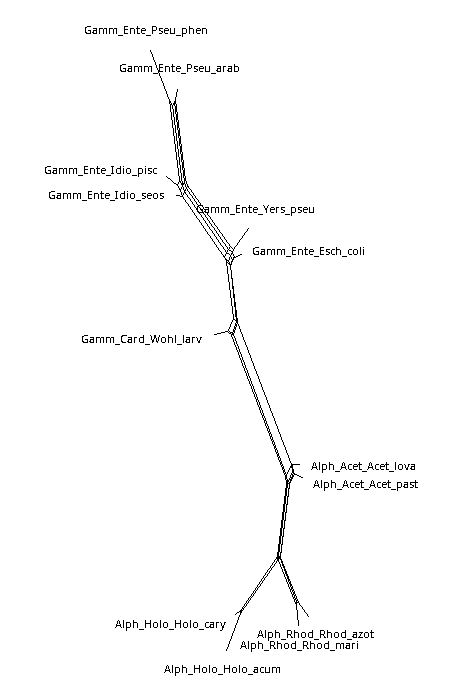 Gamm_Ente_Pseu_phen
Gamm_Ente_Pseu_arab
Gamm_Ente_Idio_pisc
Gamm_Ente_Idio_seos
Gamm_Ente_Yers_pseu
Gamm_Ente_Esch_coli
Gamm_Card_Wohl_larv
Alph_Acet_Acet_lova
Alph_Acet_Acet_past
Alph_Holo_Holo_cary
Alph_Rhod_Rhod_azot
Alph_Rhod_Rhod_mari
Alph_Holo_Holo_acum